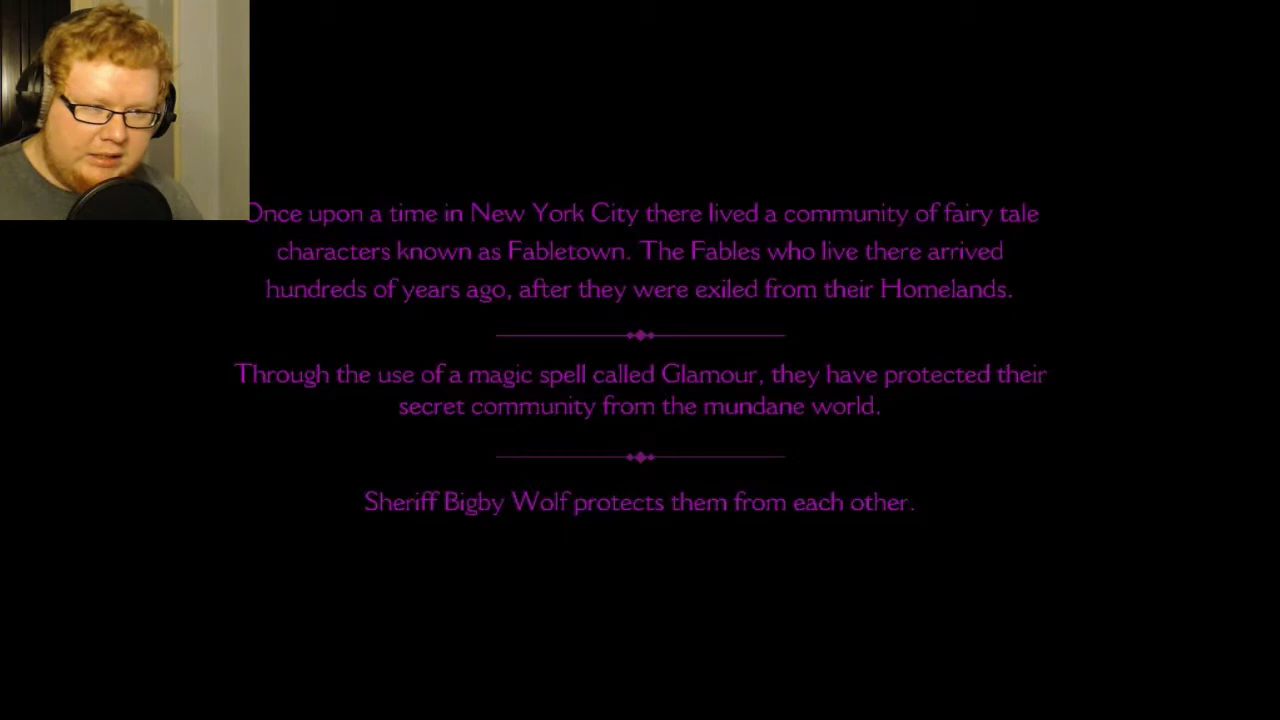 Once upon a time in New York City there lived a community of fairy tale
characters known as Fabletown. The Fables who live there arrived
hundreds of years ago, after they were exiled from their Homelands.
Through the use of a magic spell called Glamour, they have protected their
secret community from the mundane world.
Sheriff Bigby Wolf protects them from each other.